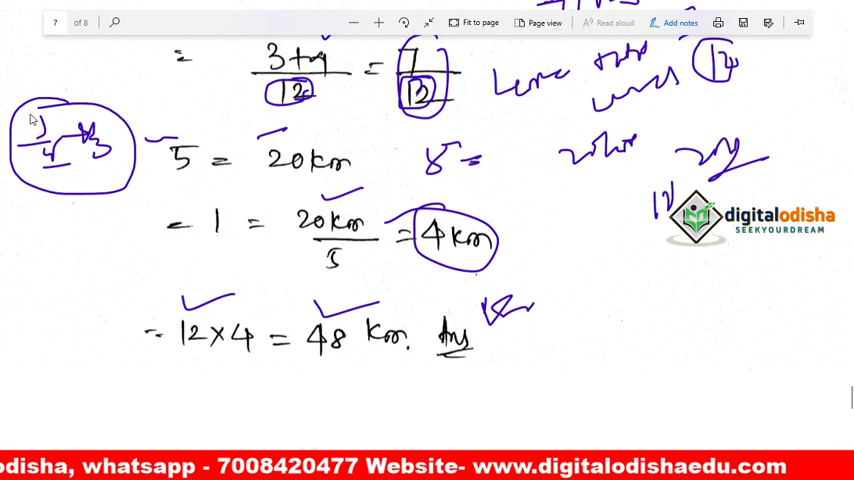 7 of 8 Fit to page Page view Read aloud Add notes
= 3+4/12 = 7/12
5 = 20km 8 =
- 1 = 20km/5 = 4km
digitalodisha
SEEKYOURDREAM
= 12×4 = 48 Km. Ans
odisha, whatsapp - 7008420477 Website- www.digitalodishaedu.com